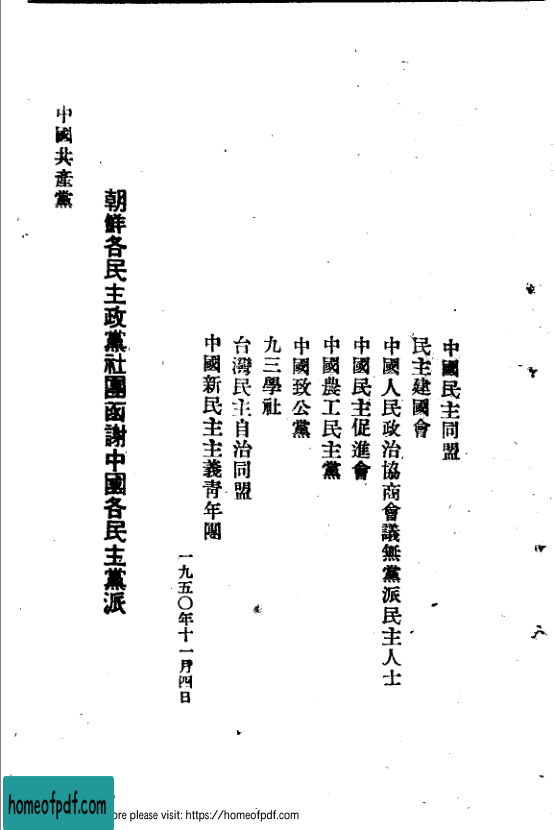 中國民主同盟
民主建國會
中國人民政治協商會議無黨派民主人士
中國民主促進會
中國農工民主黨
中國致公黨
九三學社
台灣民主自治同盟
中國新民主主義青年團
一九五〇年十一月四日
朝鮮各民主政黨社團函謝中國各民主黨派
中國共產黨
homeofpdf.com
ore please visit: https://homeofpdf.com